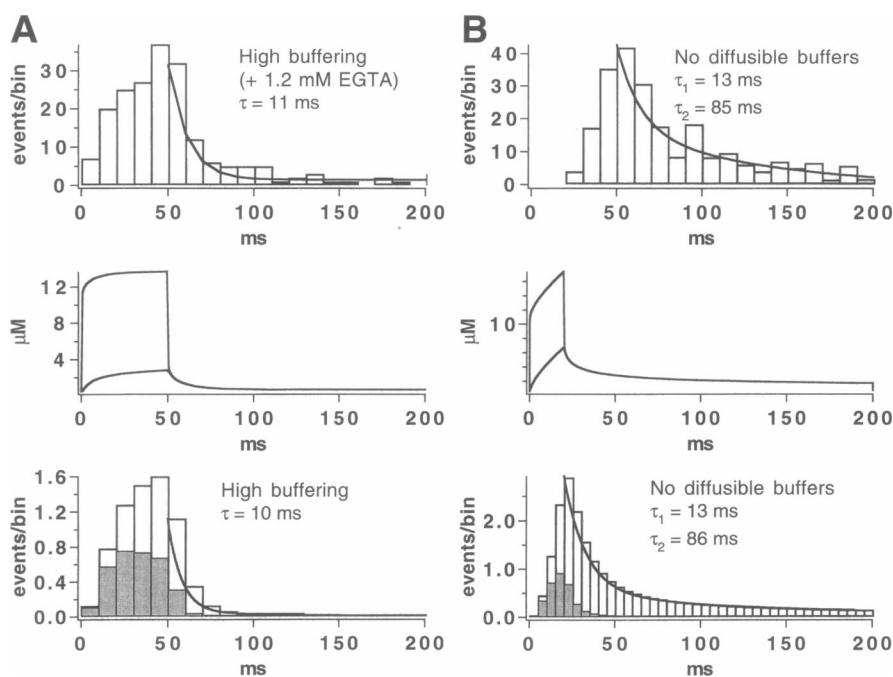 A
B
events/bin
30
20
10
0
High buffering
(+ 1.2 mM EGTA)
τ = 11 ms
0 50 100 150 200
ms
events/bin
40
30
20
10
0
No diffusible buffers
τ1 = 13 ms
τ2 = 85 ms
0 50 100 150 200
ms
μM
12
8
4
0 50 100 150 200
ms
μM
10
0 50 100 150 200
ms
events/bin
1.6
1.2
0.8
0.4
0.0
High buffering
τ = 10 ms
0 50 100 150 200
ms
events/bin
2.0
1.0
0.0
No diffusible buffers
τ1 = 13 ms
τ2 = 86 ms
0 50 100 150 200
ms